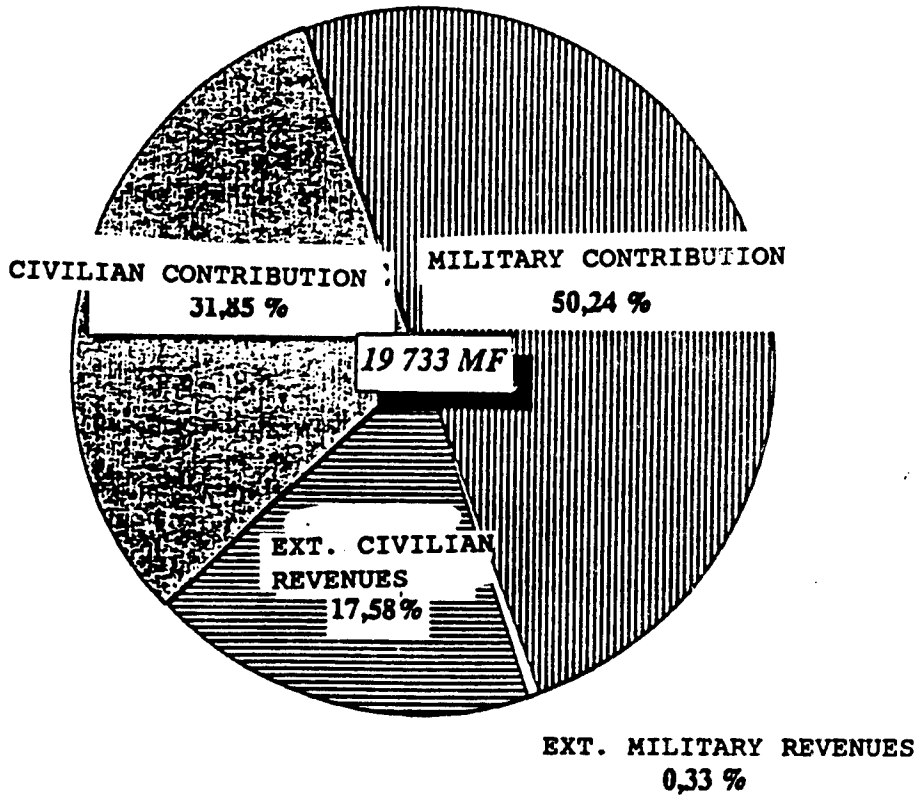 MILITARY CONTRIBUTION
50,24 %
CIVILIAN CONTRIBUTION :
31,85 %
19 733 MF
EXT. CIVILIAN
REVENUES
17,58%
EXT. MILITARY REVENUES
0,33 %